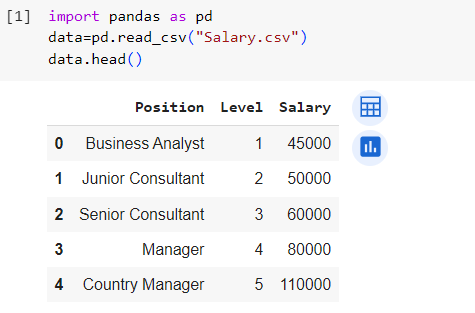 [1] import pandas as pd
data=pd.read_csv("Salary.csv")
data.head()
Position Level Salary
0 Business Analyst 1 45000
1 Junior Consultant 2 50000
2 Senior Consultant 3 60000
3 Manager 4 80000
4 Country Manager 5 110000